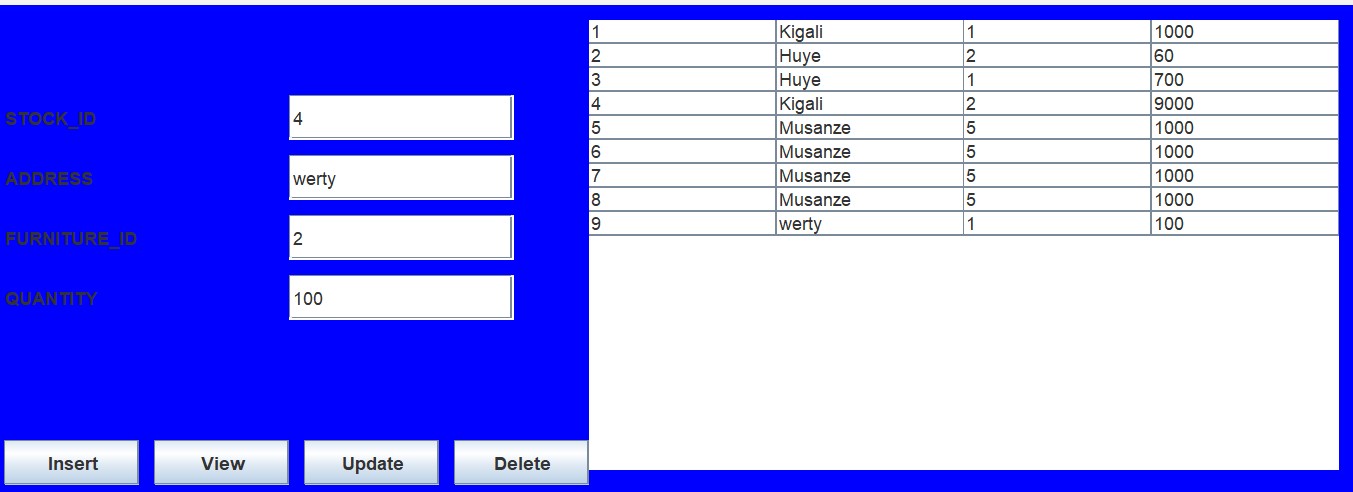 STOCK_ID 4
ADDRESS werty
FURNITURE_ID 2
QUANTITY 100
Insert View Update Delete
1 Kigali 1 1000
2 Huye 2 60
3 Huye 1 700
4 Kigali 2 9000
5 Musanze 5 1000
6 Musanze 5 1000
7 Musanze 5 1000
8 Musanze 5 1000
9 werty 1 100